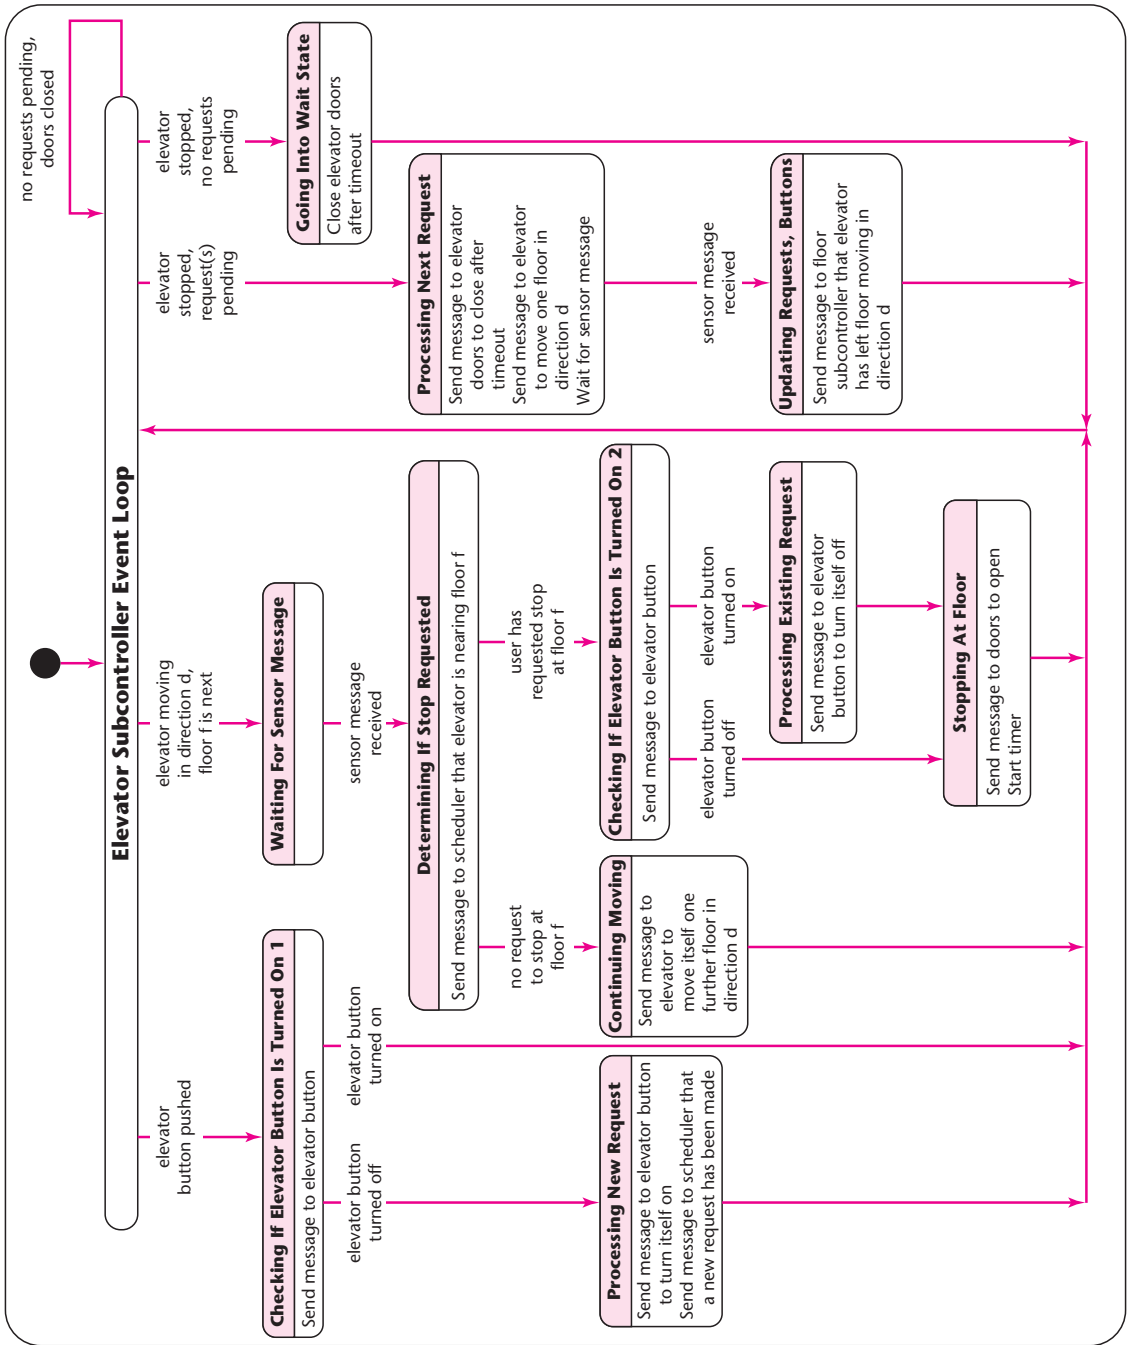 Elevator Subcontroller Event Loop
no requests pending,
doors closed
elevator
button pushed
elevator moving
in direction d,
floor f is next
elevator
stopped,
request(s)
pending
elevator
stopped,
no requests
pending
Checking If Elevator Button Is Turned On 1
Send message to elevator button
elevator button
turned off
elevator button
turned on
Waiting For Sensor Message
sensor message
received
Going Into Wait State
Close elevator doors
after timeout
Determining If Stop Requested
Send message to scheduler that elevator is nearing floor f
no request
to stop at
floor f
user has
requested stop
at floor f
Processing Next Request
Send message to elevator
doors to close after
timeout
Send message to elevator
to move one floor in
direction d
Wait for sensor message
sensor message
received
Processing New Request
Send message to elevator button
to turn itself on
Send message to scheduler that
a new request has been made
Continuing Moving
Send message to
elevator to
move itself one
further floor in
direction d
Checking If Elevator Button Is Turned On 2
Send message to elevator button
elevator button
turned off
elevator button
turned on
Processing Existing Request
Send message to elevator
button to turn itself off
Updating Requests, Buttons
Send message to floor
subcontroller that elevator
has left floor moving in
direction d
Stopping At Floor
Send message to doors to open
Start timer